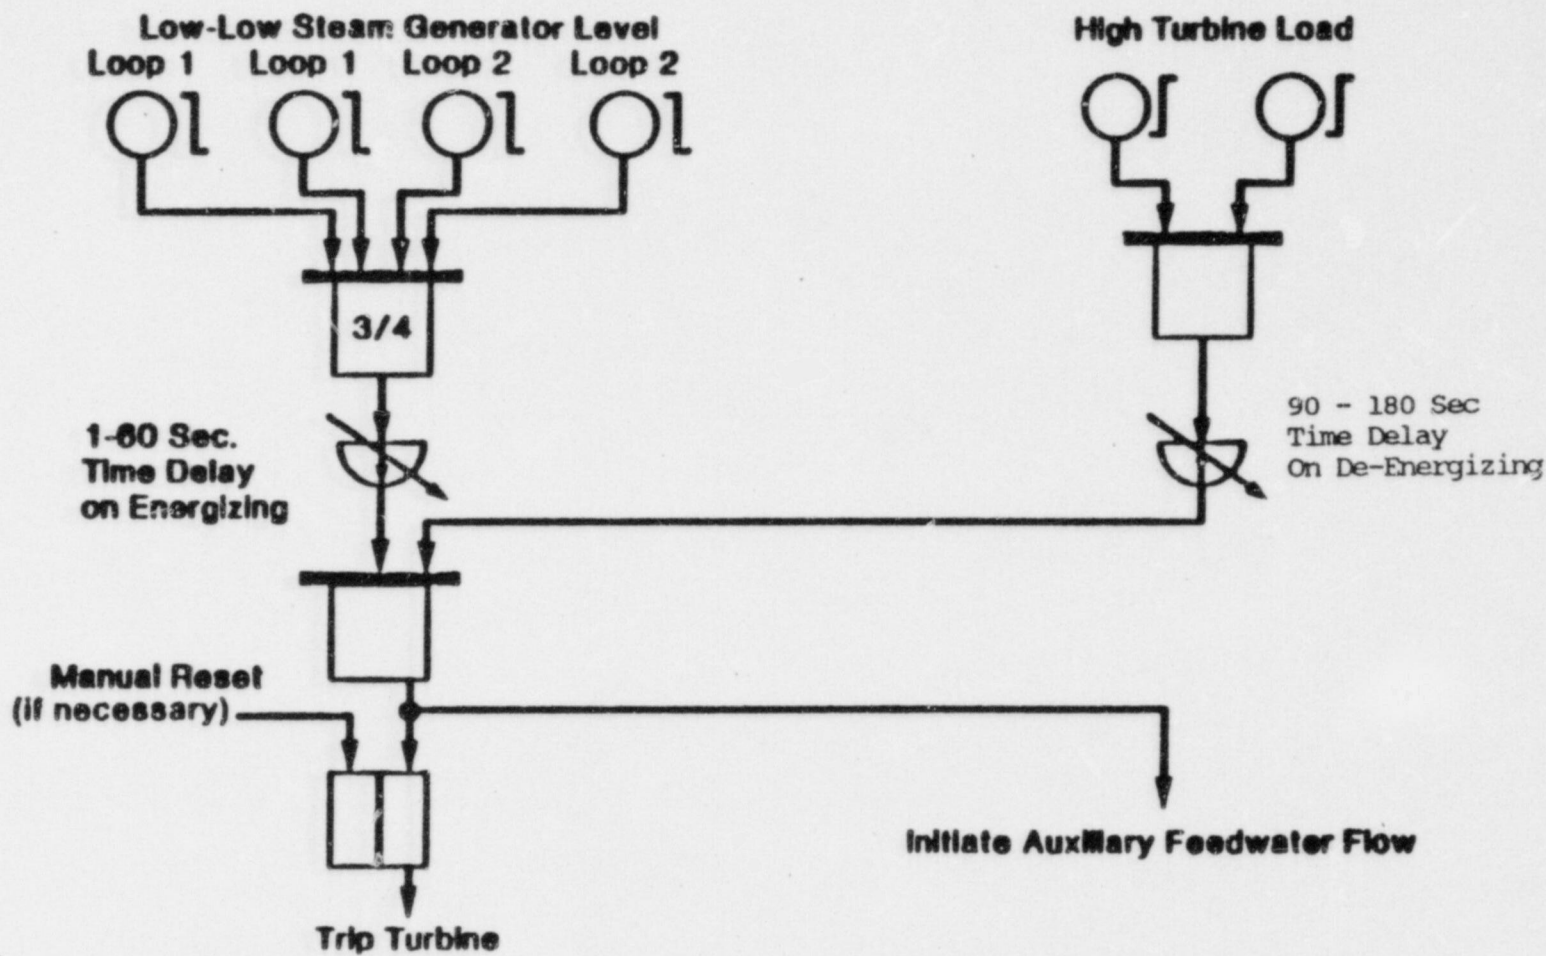 Low-Low Steam Generator Level
Loop 1 Loop 1 Loop 2 Loop 2
High Turbine Load
3/4
1-60 Sec.
Time Delay
on Energizing
90 - 180 Sec
Time Delay
On De-Energizing
Manual Reset
(if necessary)
Initiate Auxiliary Feedwater Flow
Trip Turbine